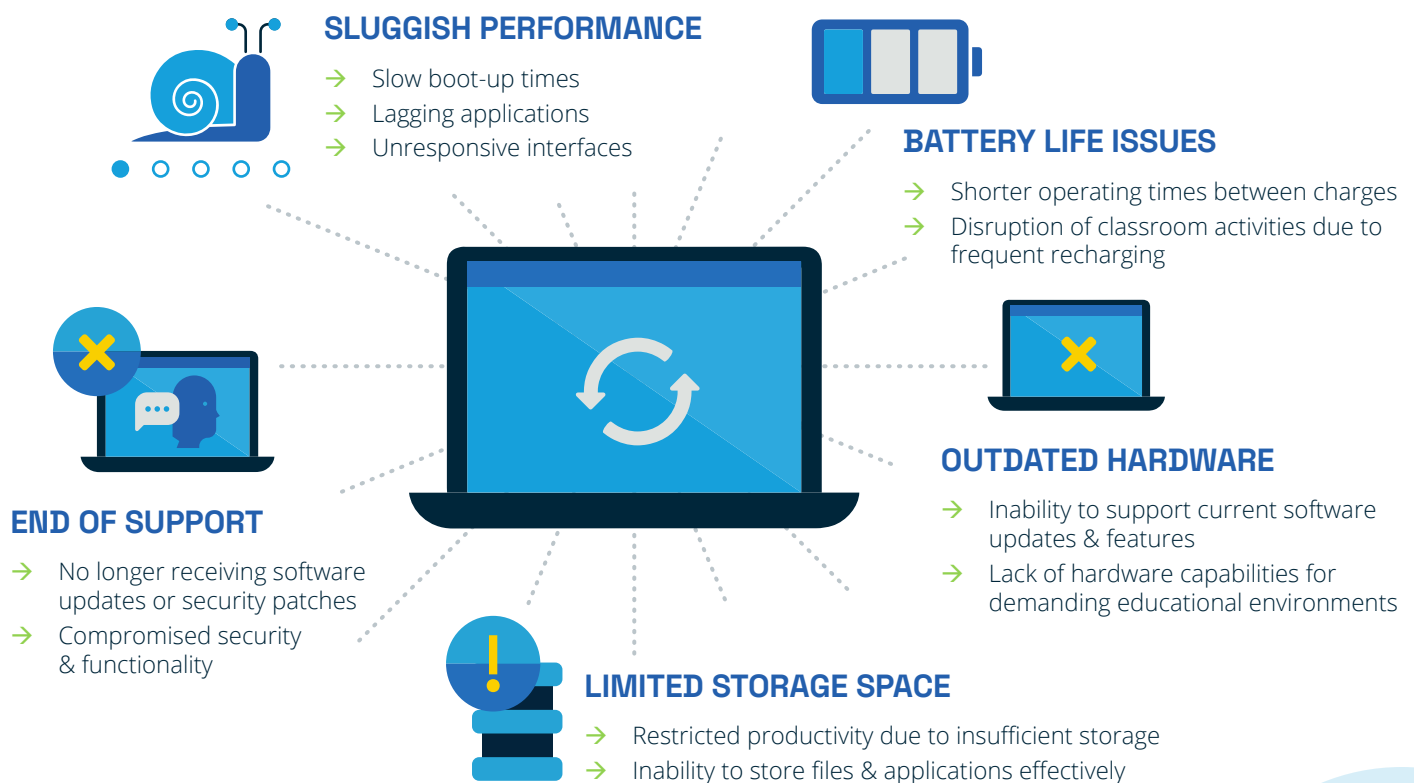 SLUGGISH PERFORMANCE
→ Slow boot-up times
→ Lagging applications
→ Unresponsive interfaces
BATTERY LIFE ISSUES
→ Shorter operating times between charges
→ Disruption of classroom activities due to
frequent recharging
OUTDATED HARDWARE
→ Inability to support current software
updates & features
→ Lack of hardware capabilities for
demanding educational environments
END OF SUPPORT
→ No longer receiving software
updates or security patches
→ Compromised security
& functionality
LIMITED STORAGE SPACE
→ Restricted productivity due to insufficient storage
→ Inability to store files & applications effectively